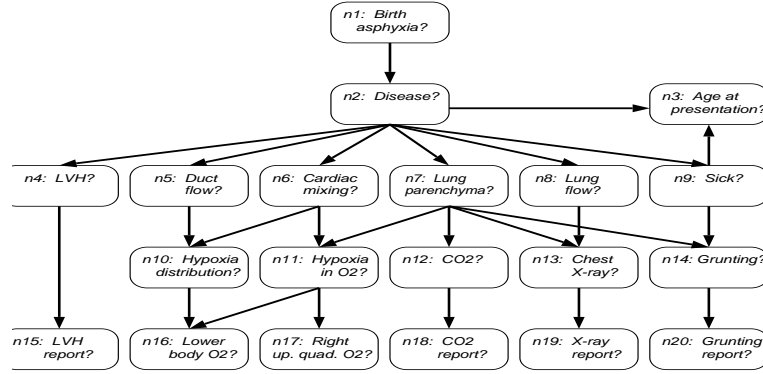 n1: Birth
asphyxia?
n2: Disease?
n3: Age at
presentation?
n4: LVH?
n5: Duct
flow?
n6: Cardiac
mixing?
n7: Lung
parenchyma?
n8: Lung
flow?
n9: Sick?
n10: Hypoxia
distribution?
n11: Hypoxia
in O2?
n12: CO2?
n13: Chest
X-ray?
n14: Grunting?
n15: LVH
report?
n16: Lower
body O2?
n17: Right
up. quad. O2?
n18: CO2
report?
n19: X-ray
report?
n20: Grunting
report?